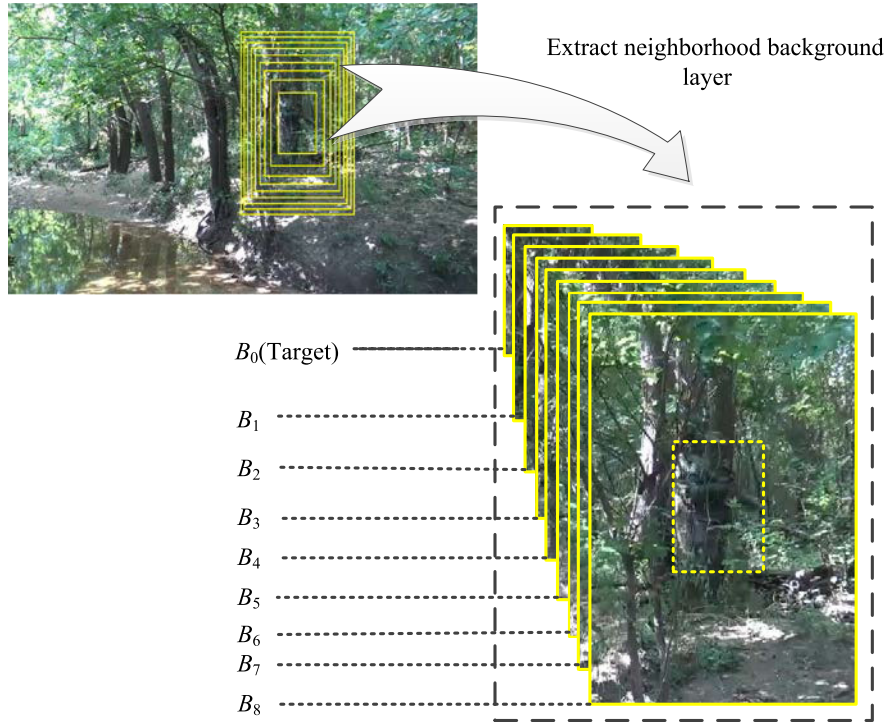 Extract neighborhood background
layer
B₀(Target)
B₁
B₂
B₃
B₄
B₅
B₆
B₇
B₈